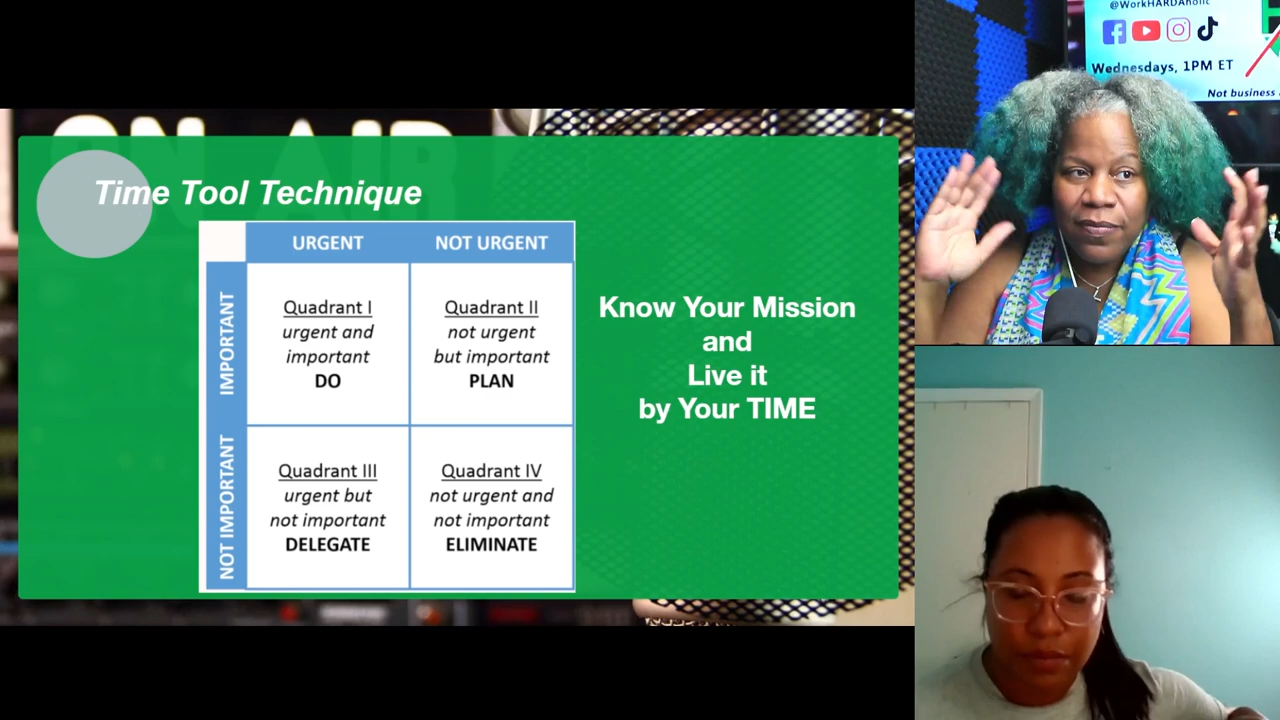 ON AIR
Time Tool Technique
URGENT
NOT URGENT
IMPORTANT
Quadrant I
urgent and
important
DO
Quadrant II
not urgent
but important
PLAN
NOT IMPORTANT
Quadrant III
urgent but
not important
DELEGATE
Quadrant IV
not urgent and
not important
ELIMINATE
Know Your Mission
and
Live it
by Your TIME
@WorkHARDAholic
Wednesdays, 1PM ET
Not business